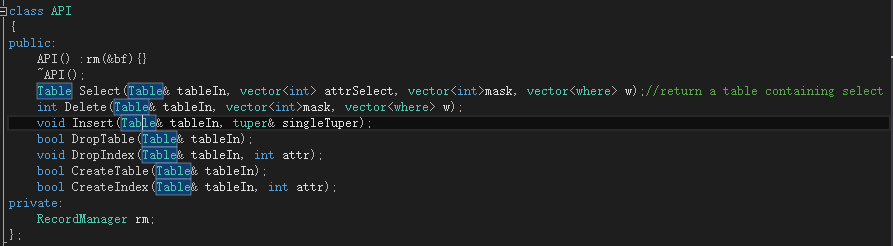 class API
{
public:
API() :rm(&bf){}
~API();
Table Select(Table& tableIn, vector<int> attrSelect, vector<int>mask, vector<where> w);//return a table containing select
int Delete(Table& tableIn, vector<int>mask, vector<where> w);
void Insert(Table& tableIn, tuper& singleTuper);
bool DropTable(Table& tableIn);
void DropIndex(Table& tableIn, int attr);
bool CreateTable(Table& tableIn);
bool CreateIndex(Table& tableIn, int attr);
private:
RecordManager rm;
};